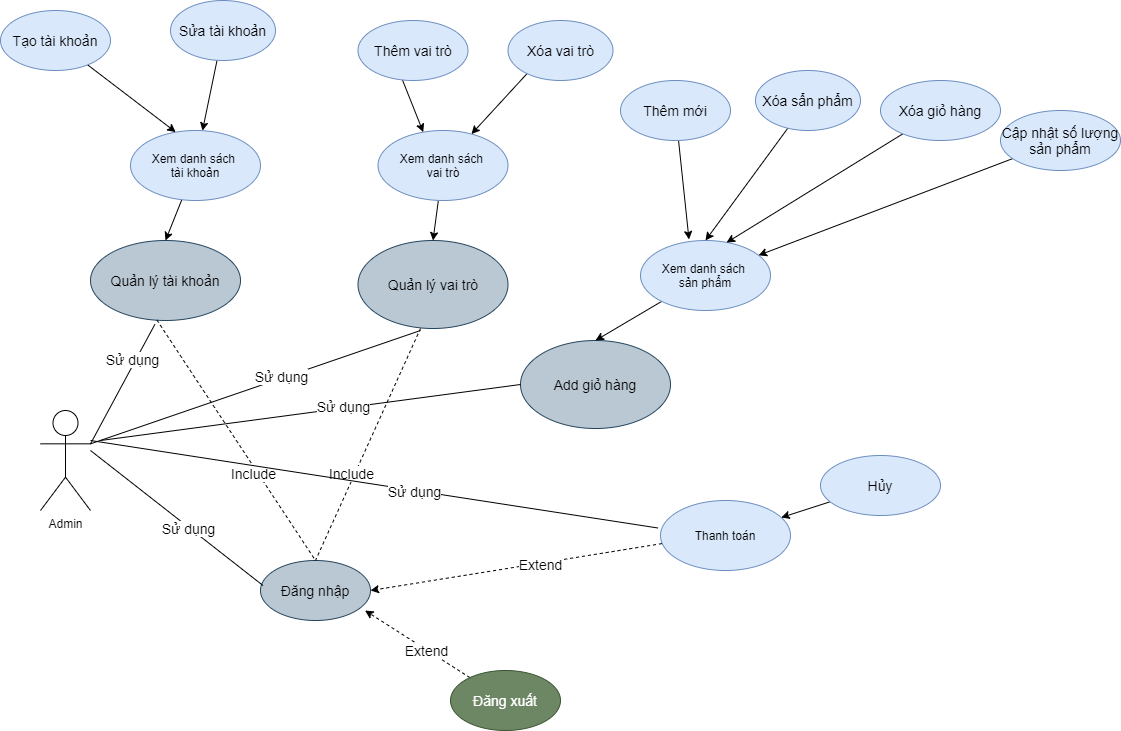 Tạo tài khoản
Sửa tài khoản
Thêm vai trò
Xóa vai trò
Thêm mới
Xóa sẩn phẩm
Xóa giỏ hàng
Cập nhật số lượng
sản phẩm
Xem danh sách
tài khoản
Xem danh sách
vai trò
Xem danh sách
sản phẩm
Quản lý tài khoản
Quản lý vai trò
Add giỏ hàng
Sử dụng
Sử dụng
Sử dụng
Include
Include
Sử dụng
Hủy
Admin
Sử dụng
Thanh toán
Extend
Đăng nhập
Extend
Đăng xuất